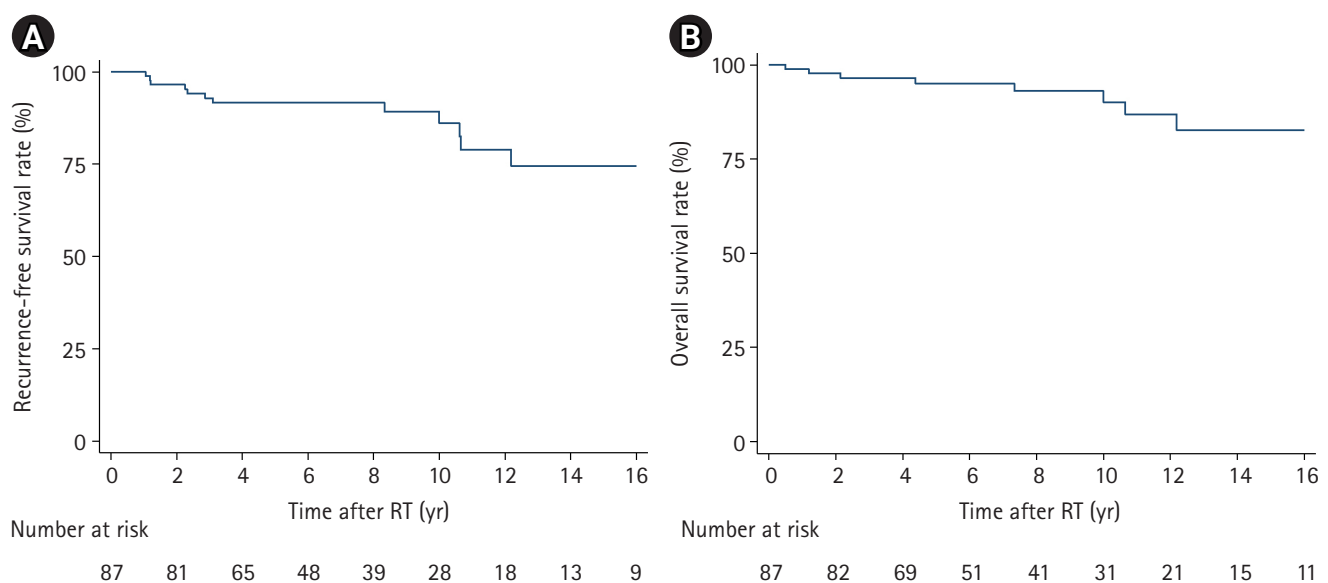 A
100
75
50
25
0
Recurrence-free survival rate (%)
0 2 4 6 8 10 12 14 16
Time after RT (yr)
Number at risk
87 81 65 48 39 28 18 13 9
B
100
75
50
25
0
Overall survival rate (%)
0 2 4 6 8 10 12 14 16
Time after RT (yr)
Number at risk
87 82 69 51 41 31 21 15 11